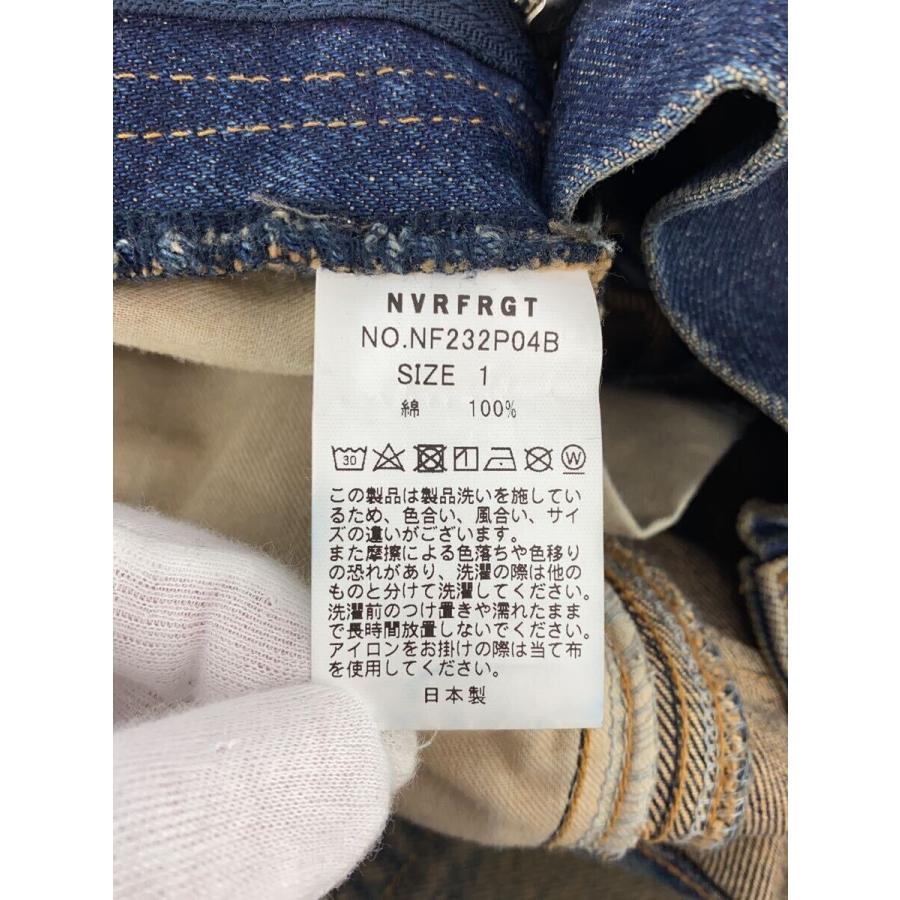 NVRFRGT
NO.NF232P04B
SIZE 1
綿 100%
30 W
この製品は製品洗いを施してい
るため、色合い、風合い、サイ
ズの違いがございます。
また摩擦による色落ちや色移り
の恐れがあり、洗濯の際は他の
ものと分けて洗濯してください。
洗濯前のつけ置きや濡れたまま
で長時間放置しないでください。
アイロンをお掛けの際は当て布
を使用してください。
日本製